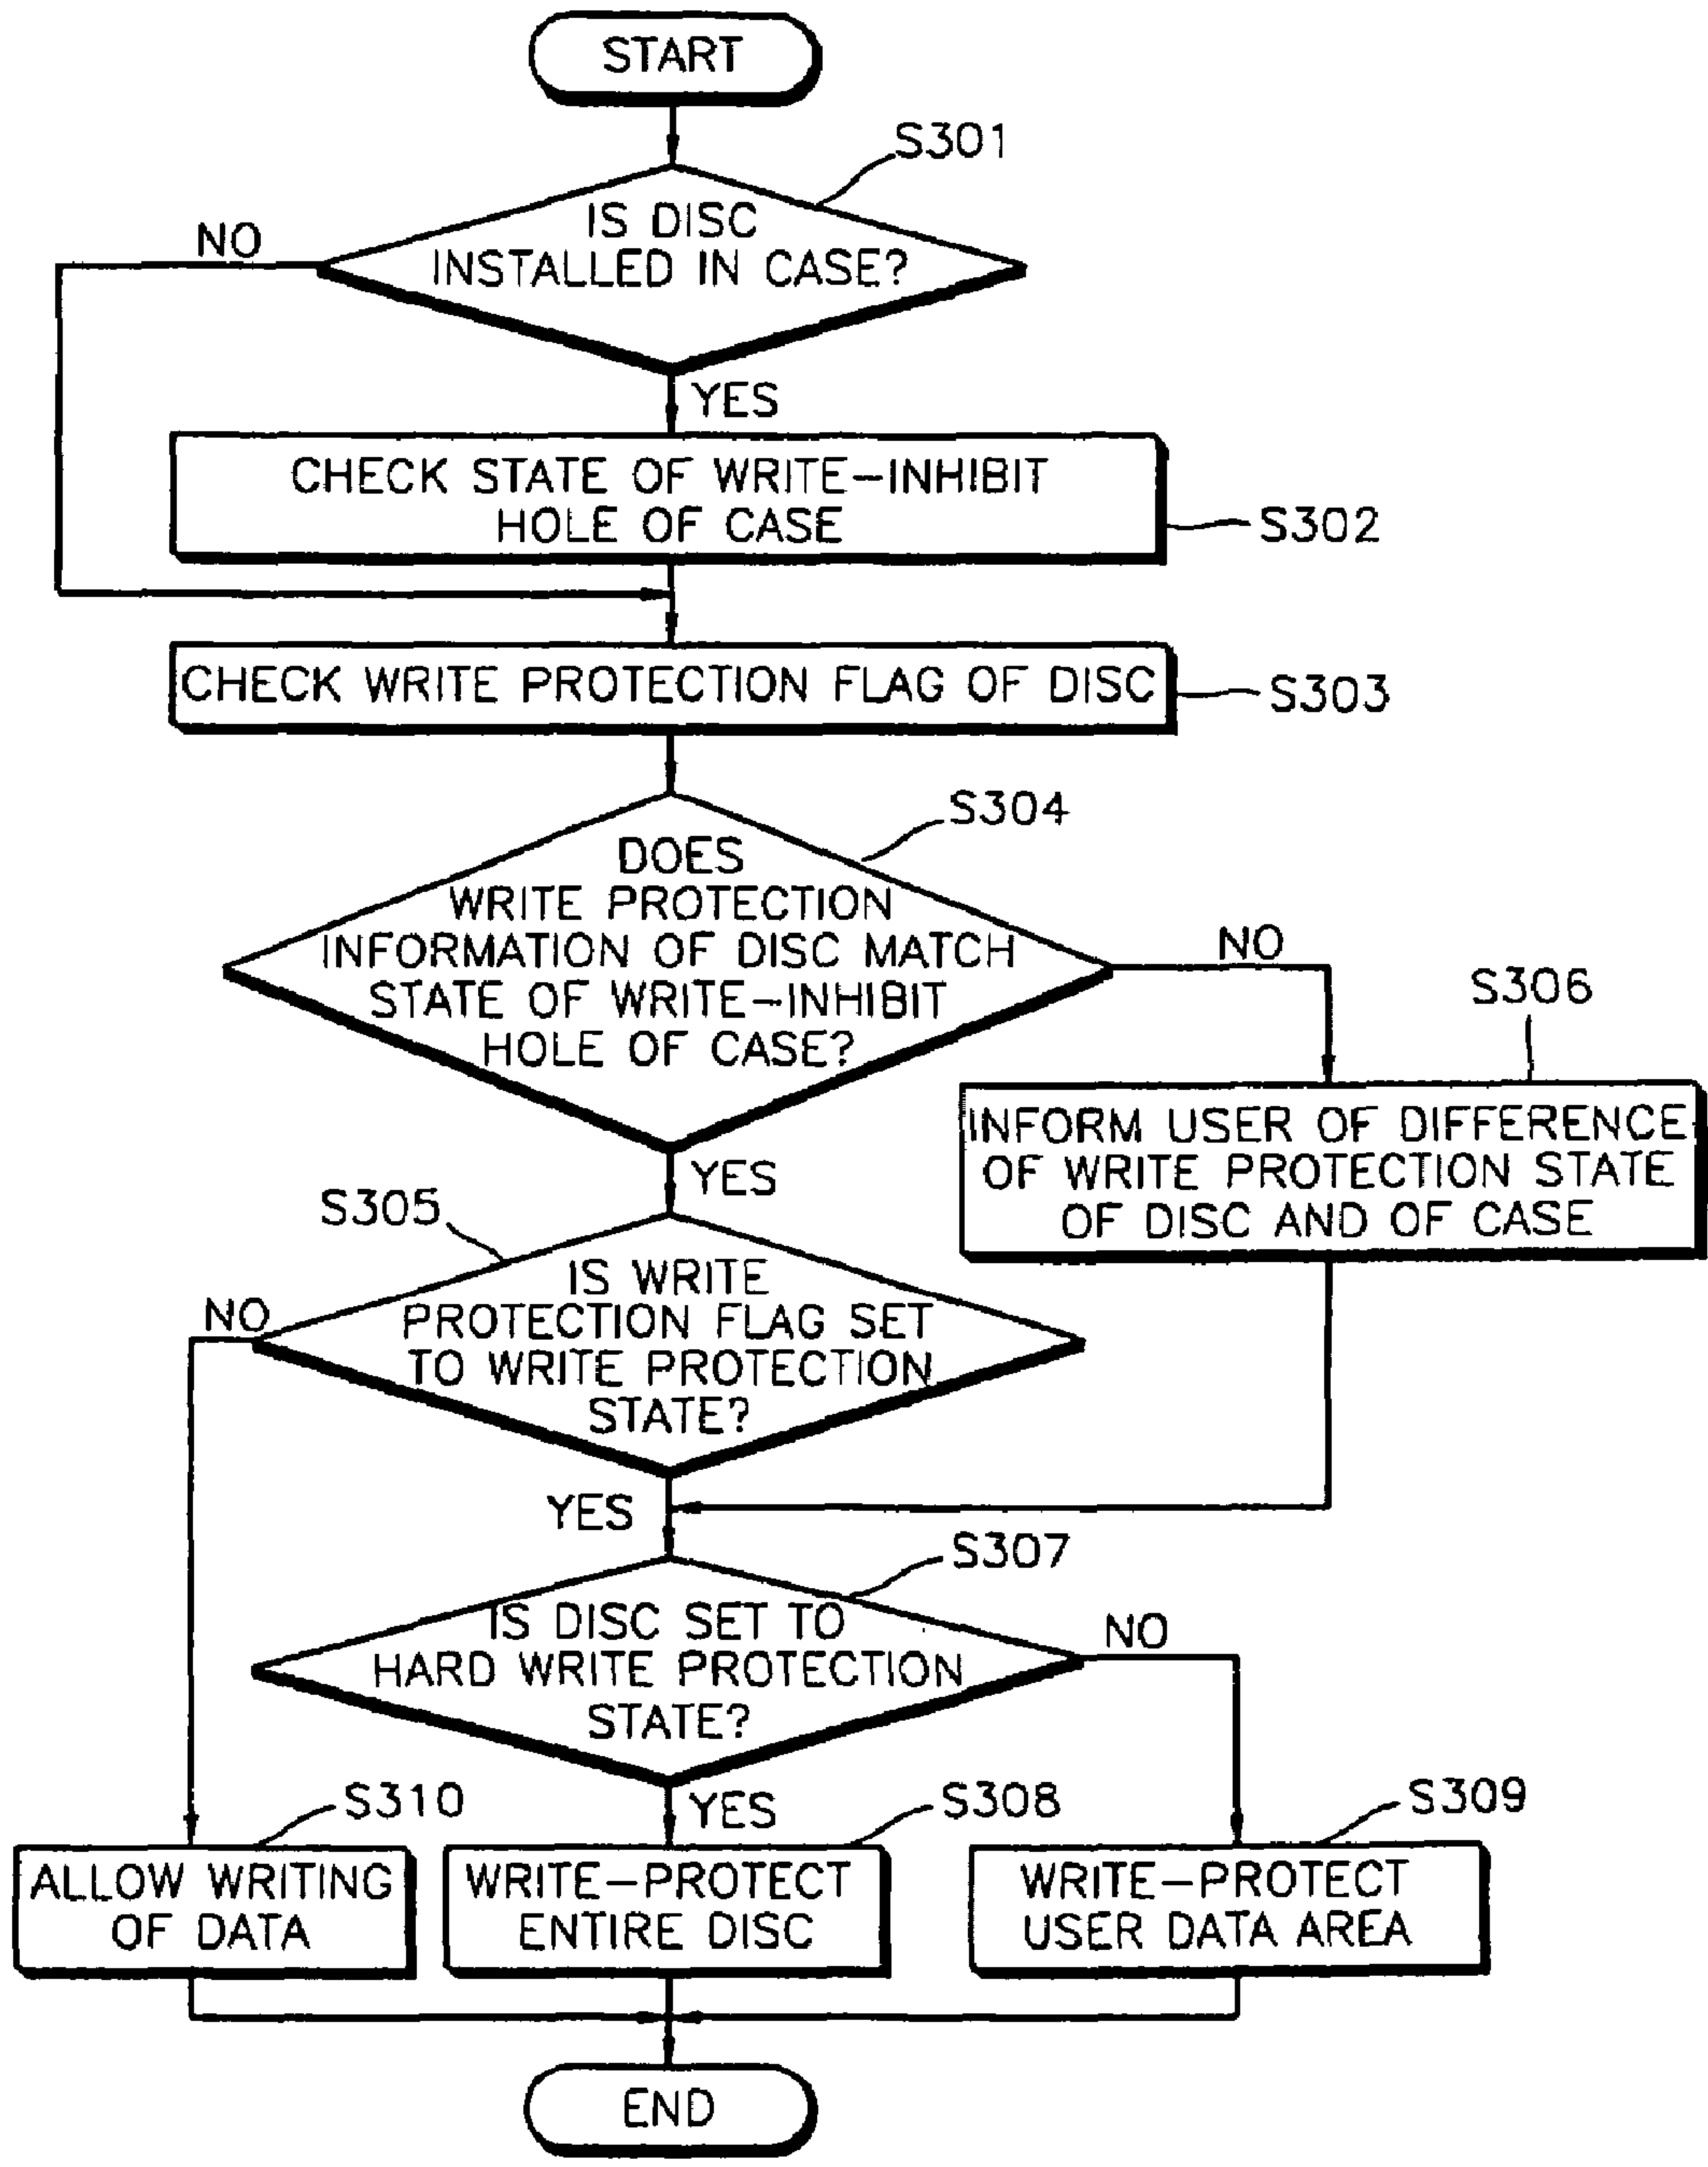 START
S301
IS DISC
INSTALLED IN CASE?
NO
YES
CHECK STATE OF WRITE-INHIBIT
HOLE OF CASE
S302
CHECK WRITE PROTECTION FLAG OF DISC
S303
S304
DOES
WRITE PROTECTION
INFORMATION OF DISC MATCH
STATE OF WRITE-INHIBIT
HOLE OF CASE?
NO
YES
S306
INFORM USER OF DIFFERENCE
OF WRITE PROTECTION STATE
OF DISC AND OF CASE
S305
IS WRITE
PROTECTION FLAG SET
TO WRITE PROTECTION
STATE?
NO
YES
S307
IS DISC SET TO
HARD WRITE PROTECTION
STATE?
NO
YES
S310
ALLOW WRITING
OF DATA
S308
WRITE-PROTECT
ENTIRE DISC
S309
WRITE-PROTECT
USER DATA AREA
END